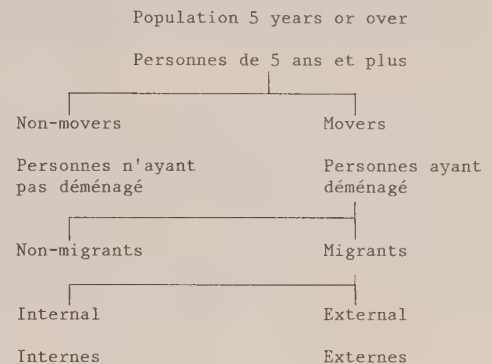 Population 5 years or over
Personnes de 5 ans et plus
Non-movers
Movers
Personnes n'ayant
pas déménagé
Personnes ayant
déménagé
Non-migrants
Migrants
Internal
External
Internes
Externes